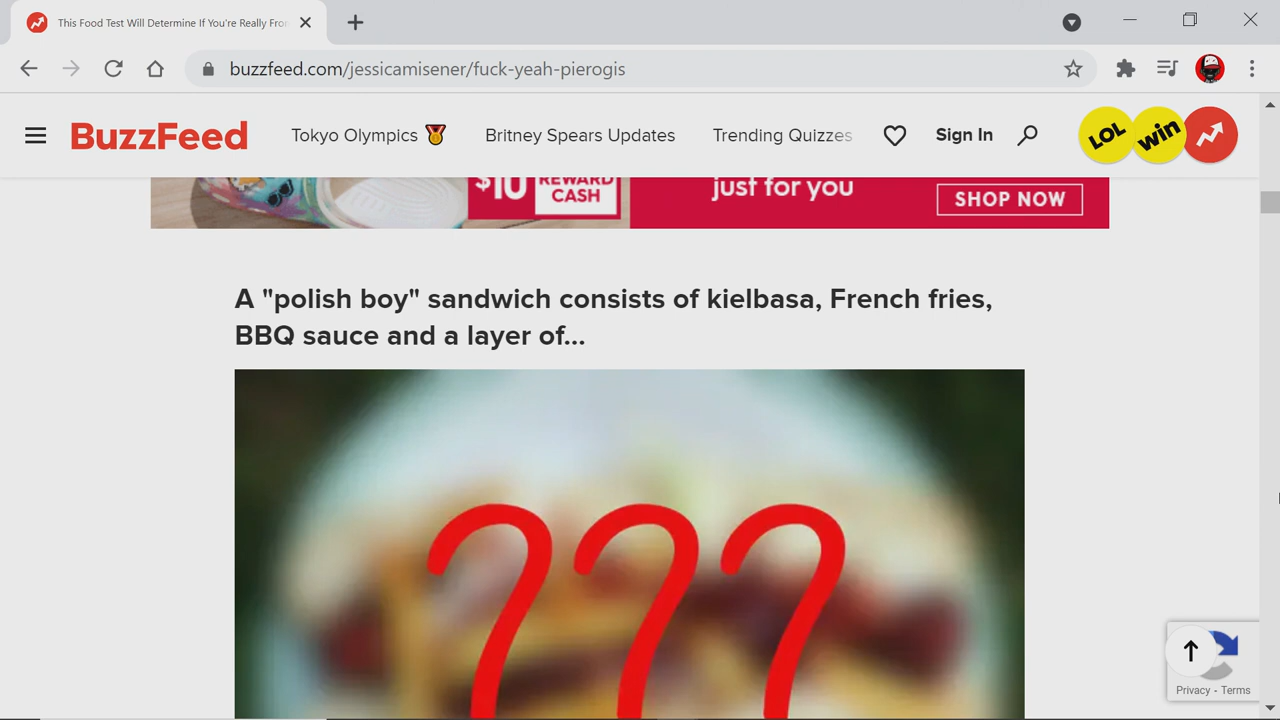 This Food Test Will Determine If You're Really Fro
buzzfeed.com/jessicamisener/fuck-yeah-pierogis
BuzzFeed
Tokyo Olympics
Britney Spears Updates
Trending Quizzes
Sign In
LOL
win
$10
REWARD
CASH
just for you
SHOP NOW
A "polish boy" sandwich consists of kielbasa, French fries,
BBQ sauce and a layer of...
???
Privacy - Terms